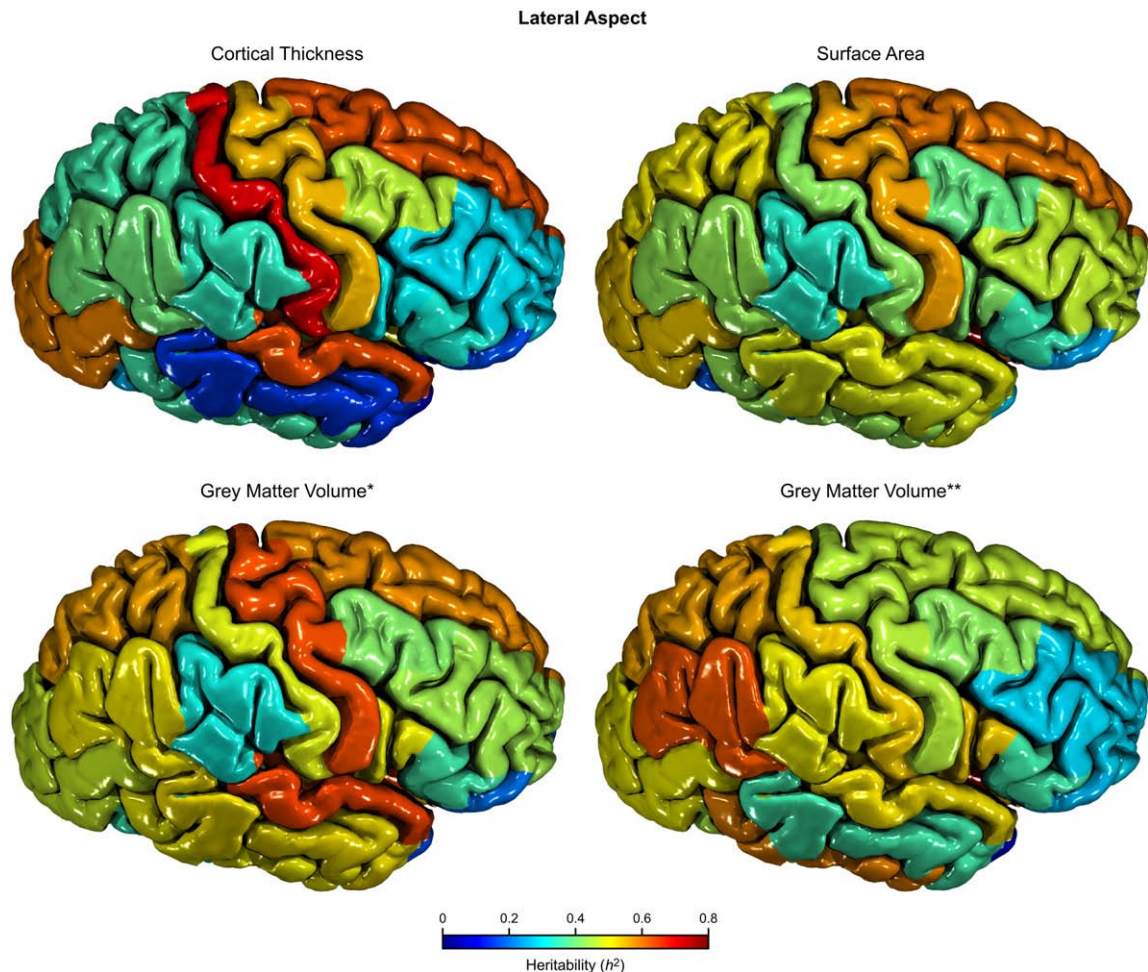 Lateral Aspect
Cortical Thickness
Surface Area
Grey Matter Volume*
Grey Matter Volume**
0 0.2 0.4 0.6 0.8
Heritability (h²)